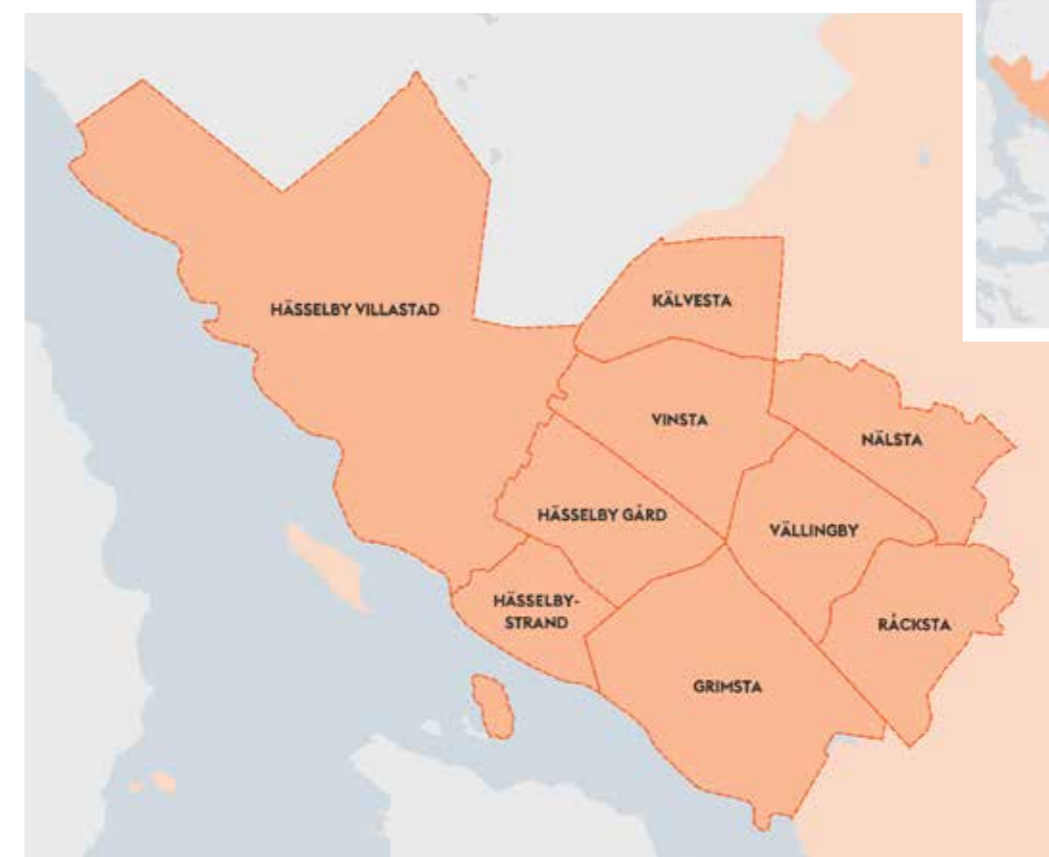 HÄSSELBY VILLASTAD
KÄLVESTA
VINSTA
NÄLSTA
HÄSSELBY GÅRD
VÄLLINGBY
HÄSSELBY-
STRAND
RÅCKSTA
GRIMSTA